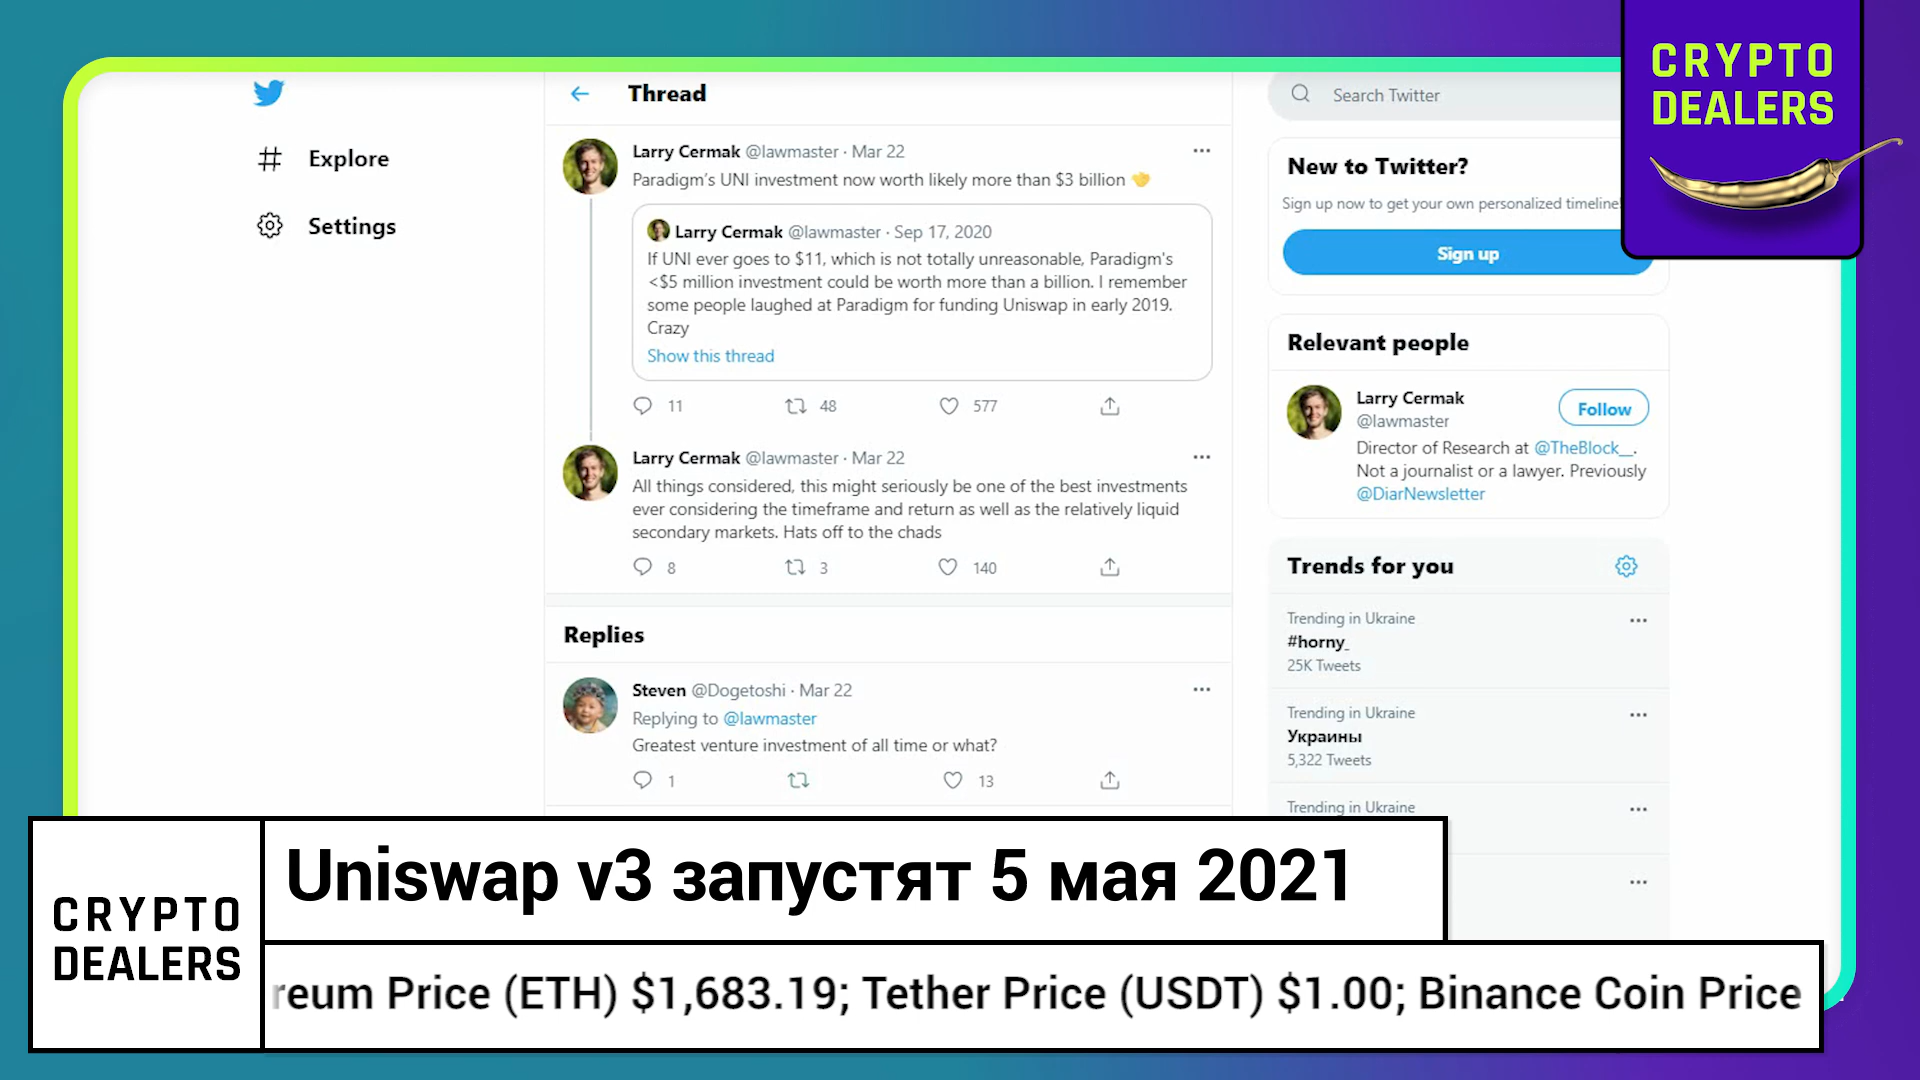 Explore
Settings
Thread
Larry Cermak @lawmaster · Mar 22
Paradigm's UNI investment now worth likely more than $3 billion
Larry Cermak @lawmaster · Sep 17, 2020
If UNI ever goes to $11, which is not totally unreasonable, Paradigm's
<$5 million investment could be worth more than a billion. I remember
some people laughed at Paradigm for funding Uniswap in early 2019.
Crazy
Show this thread
11 48 577
Larry Cermak @lawmaster · Mar 22
All things considered, this might seriously be one of the best investments
ever considering the timeframe and return as well as the relatively liquid
secondary markets. Hats off to the chads
8 3 140
Replies
Steven @Dogetoshi · Mar 22
Replying to @lawmaster
Greatest venture investment of all time or what?
1 13
Search Twitter
New to Twitter?
Sign up now to get your own personalized timeline
Sign up
Relevant people
Larry Cermak
@lawmaster
Follow
Director of Research at @TheBlock__.
Not a journalist or a lawyer. Previously
@DiarNewsletter
Trends for you
Trending in Ukraine
#horny_
25K Tweets
Trending in Ukraine
Украины
5,322 Tweets
Trending in Ukraine
CRYPTO
DEALERS
CRYPTO
DEALERS
Uniswap v3 запустят 5 мая 2021
reum Price (ETH) $1,683.19; Tether Price (USDT) $1.00; Binance Coin Price